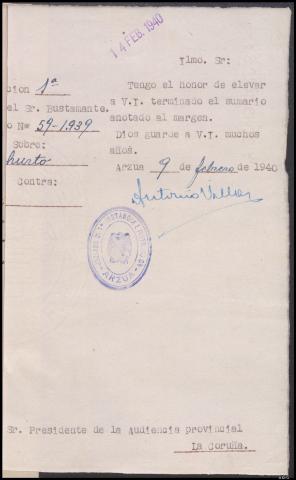 14 FEB. 1940
Ilmo. Sr:
cion 1ª
Tengo el honor de elevar
el Sr. Bustamante.
a V.I. terminado el sumario
o Nº 59-1939
anotado al margen.
Sobre:
Dios guarde a V.I. muchos
hurto
años.
Contra:
Arzua 9 de febrero de 1940
Antonio
ARZUA
Sr. Presidente de la Audiencia provincial
La Coruña.